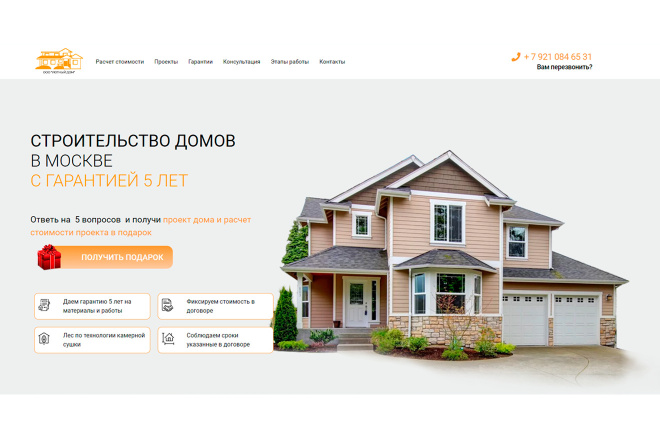 ООО "УЮТНЫЙ ДОМ"
Расчет стоимости Проекты Гарантии Консультация Этапы работы Контакты
+ 7 921 084 65 31
Вам перезвонить?
СТРОИТЕЛЬСТВО ДОМОВ
В МОСКВЕ
С ГАРАНТИЕЙ 5 ЛЕТ
Ответь на 5 вопросов и получи проект дома и расчет
стоимости проекта в подарок
ПОЛУЧИТЬ ПОДАРОК
Даем гарантию 5 лет на
материалы и работы
Фиксируем стоимость в
договоре
Лес по технологии камерной
сушки
Соблюдаем сроки
указанные в договоре